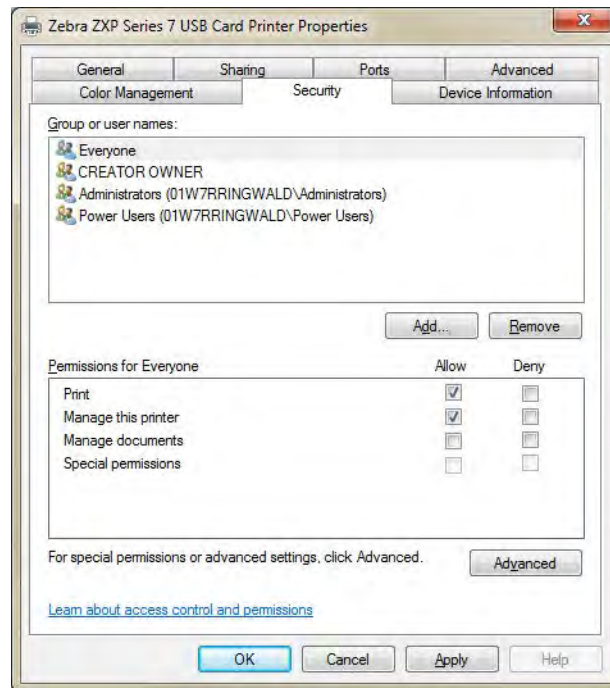 Zebra ZXP Series 7 USB Card Printer Properties
General Sharing Ports Advanced
Color Management Security Device Information
Group or user names:
Everyone
CREATOR OWNER
Administrators (01W7RRINGWALD\Administrators)
Power Users (01W7RRINGWALD\Power Users)
Add... Remove
Permissions for Everyone Allow Deny
Print
Manage this printer
Manage documents
Special permissions
For special permissions or advanced settings, click Advanced. Advanced
Learn about access control and permissions
OK Cancel Apply Help